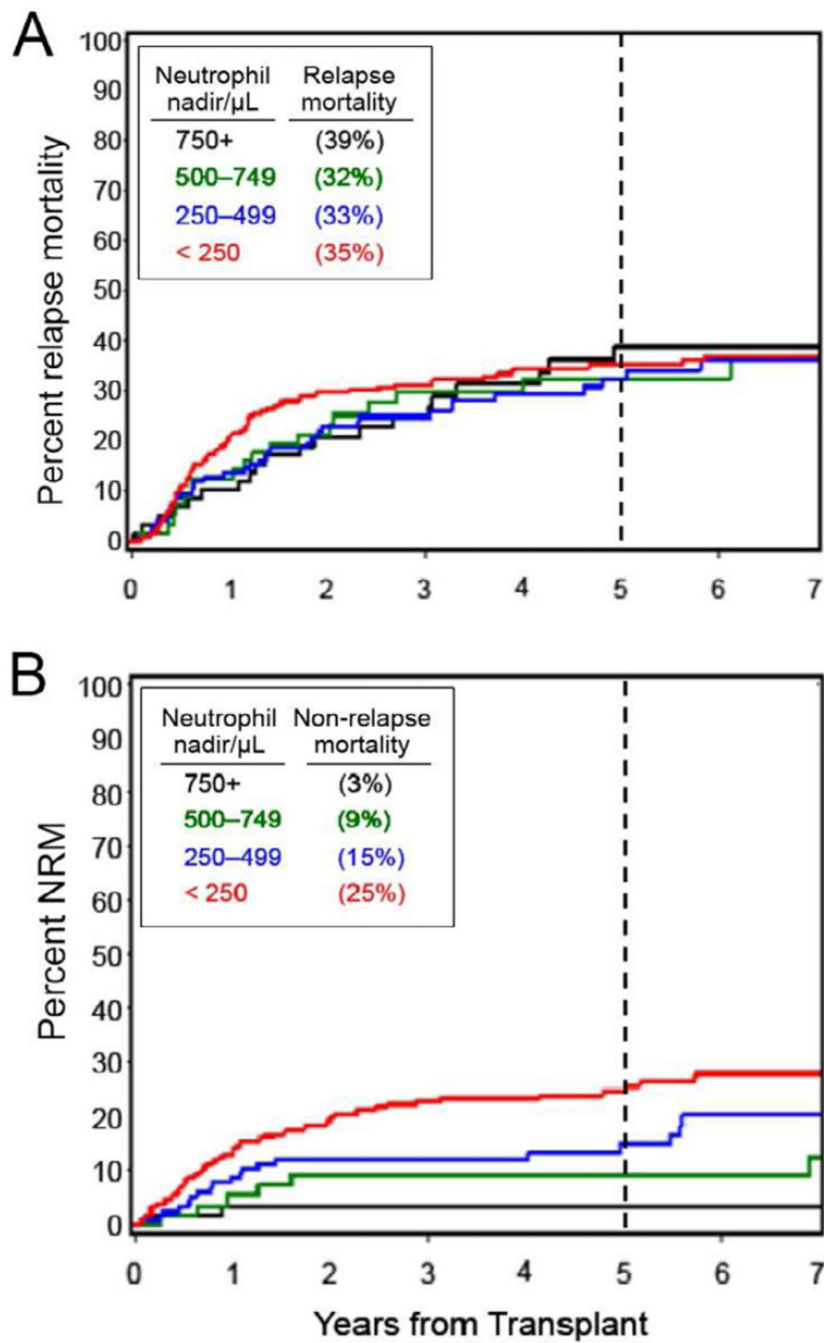 A
Percent relapse mortality
100
90
80
70
60
50
40
30
20
10
0
Neutrophil nadir/µL Relapse mortality
750+ (39%)
500–749 (32%)
250–499 (33%)
< 250 (35%)
0 1 2 3 4 5 6 7
B
Percent NRM
100
90
80
70
60
50
40
30
20
10
0
Neutrophil nadir/µL Non-relapse mortality
750+ (3%)
500–749 (9%)
250–499 (15%)
< 250 (25%)
0 1 2 3 4 5 6 7
Years from Transplant